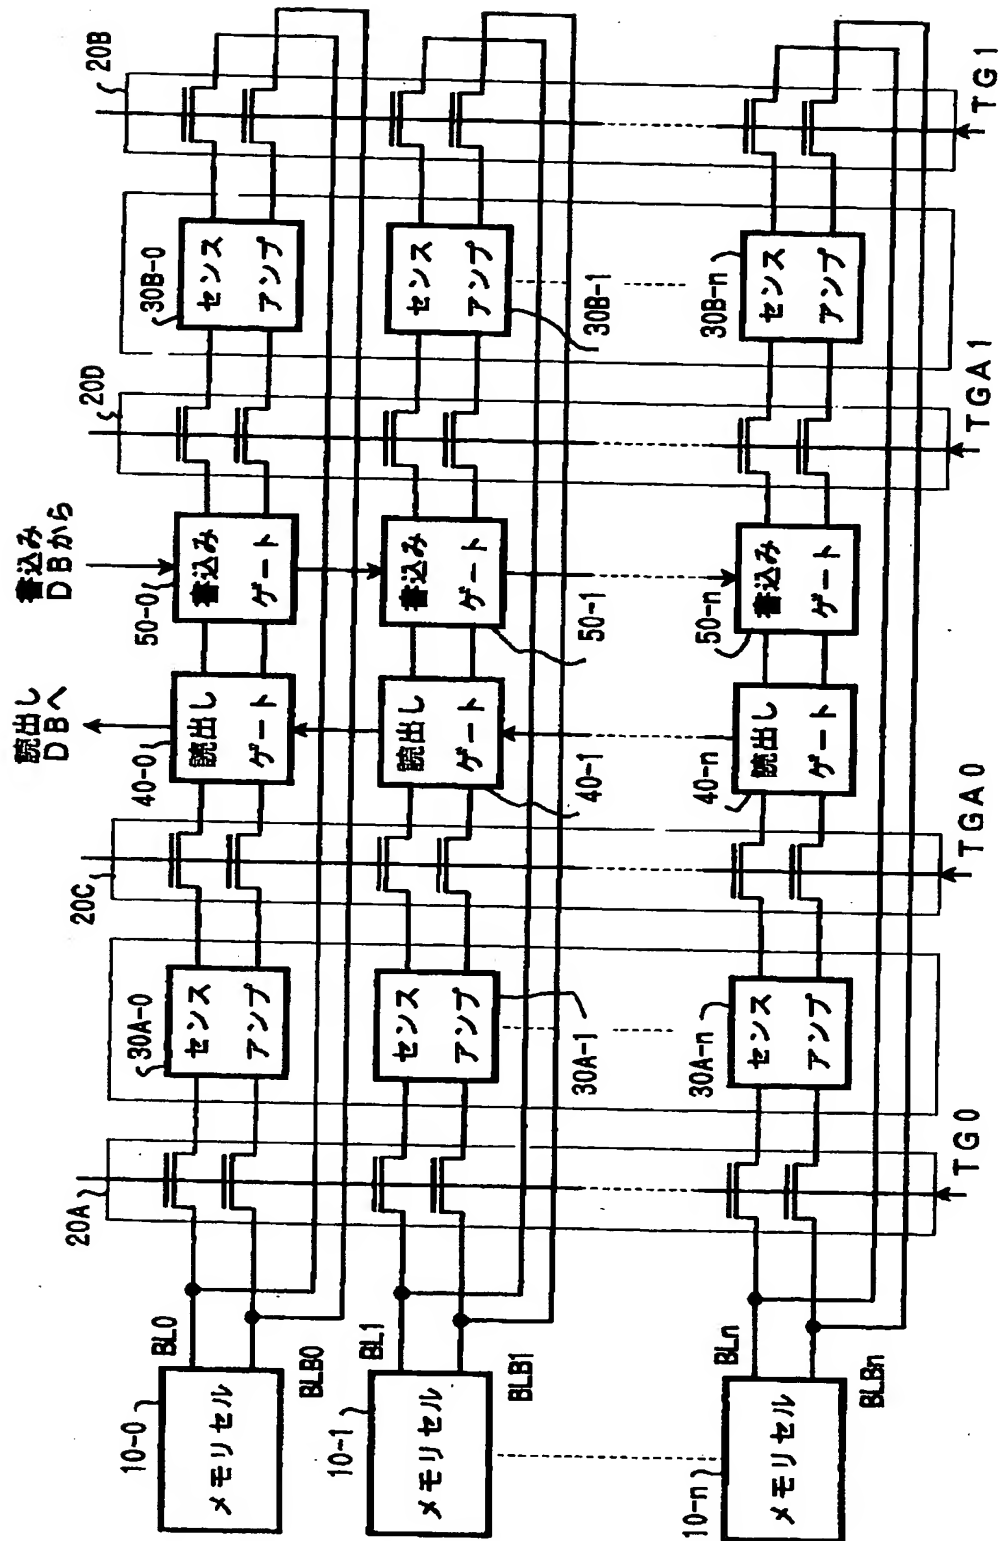 読出し
DBへ
書込み
DBから
20A
20C
20D
20B
10-0
メモリセル
BL0
BLB0
30A-0
センス
アンプ
40-0
読出し
ゲート
50-0
書込み
ゲート
30B-0
センス
アンプ
10-1
メモリセル
BL1
BLB1
センス
アンプ
30A-1
読出し
ゲート
40-1
書込み
ゲート
50-1
センス
アンプ
30B-1
10-n
メモリセル
BLn
BLBn
30A-n
センス
アンプ
40-n
読出し
ゲート
50-n
書込み
ゲート
30B-n
センス
アンプ
TG0
TGA0
TGA1
TG1